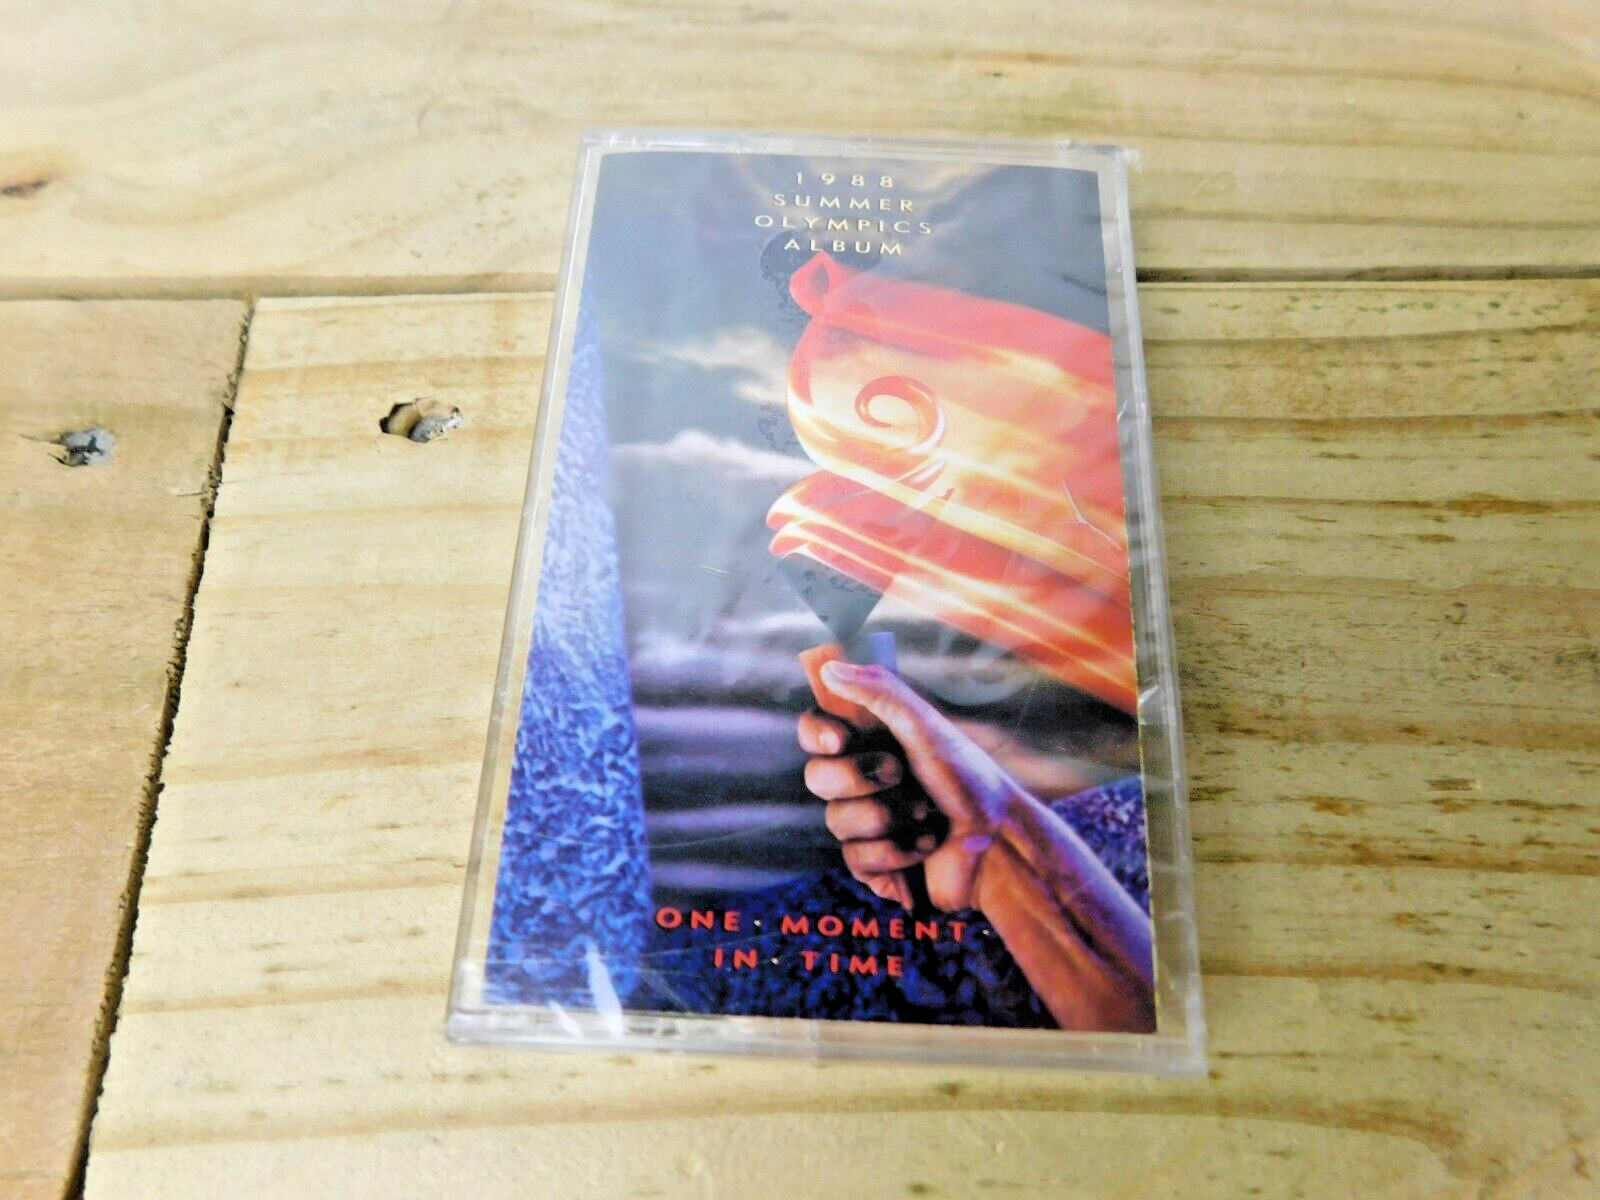 1988
SUMMER
OLYMPICS
ALBUM
ONE · MOMENT ·
IN · TIME